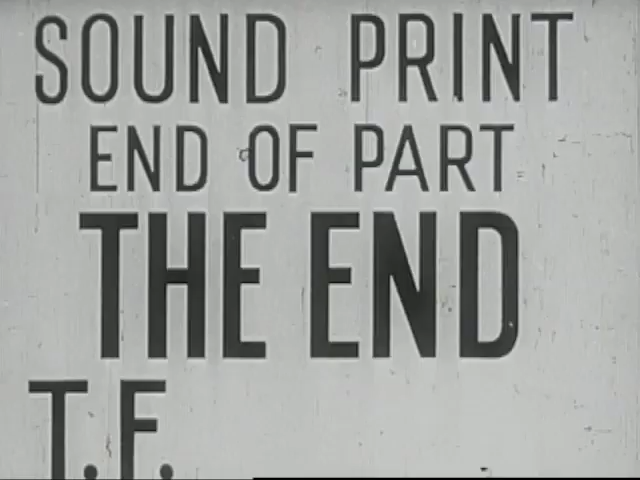 SOUND PRINT
END OF PART
THE END
T.F.